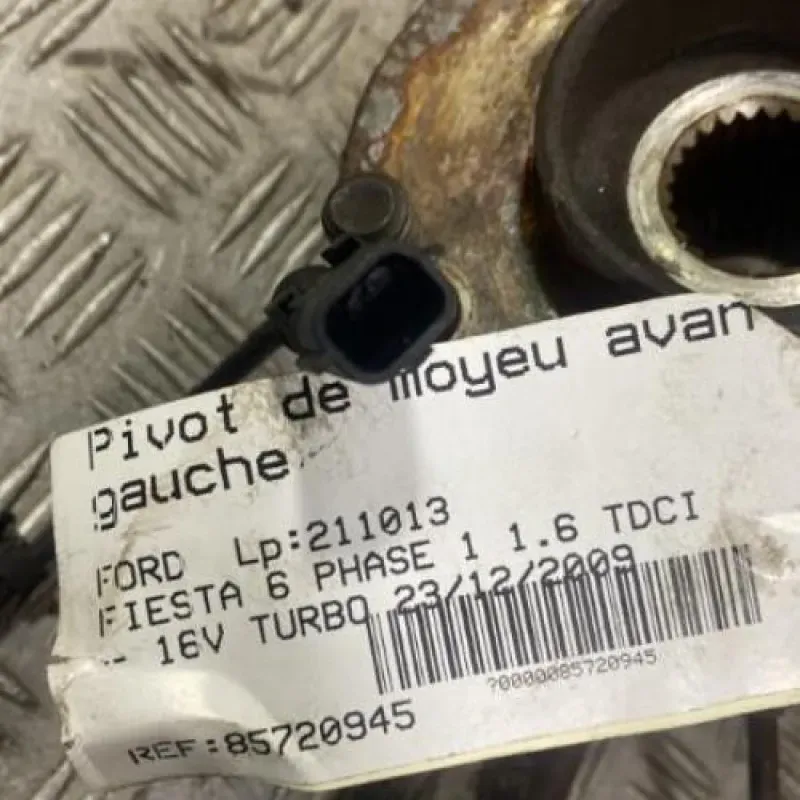 Pivot de moyeu avan
gauche
FORD Lp:211013
FIESTA 6 PHASE 1 1.6 TDCI
-- 16V TURBO 23/12/2009
?0000085720945
REF:85720945